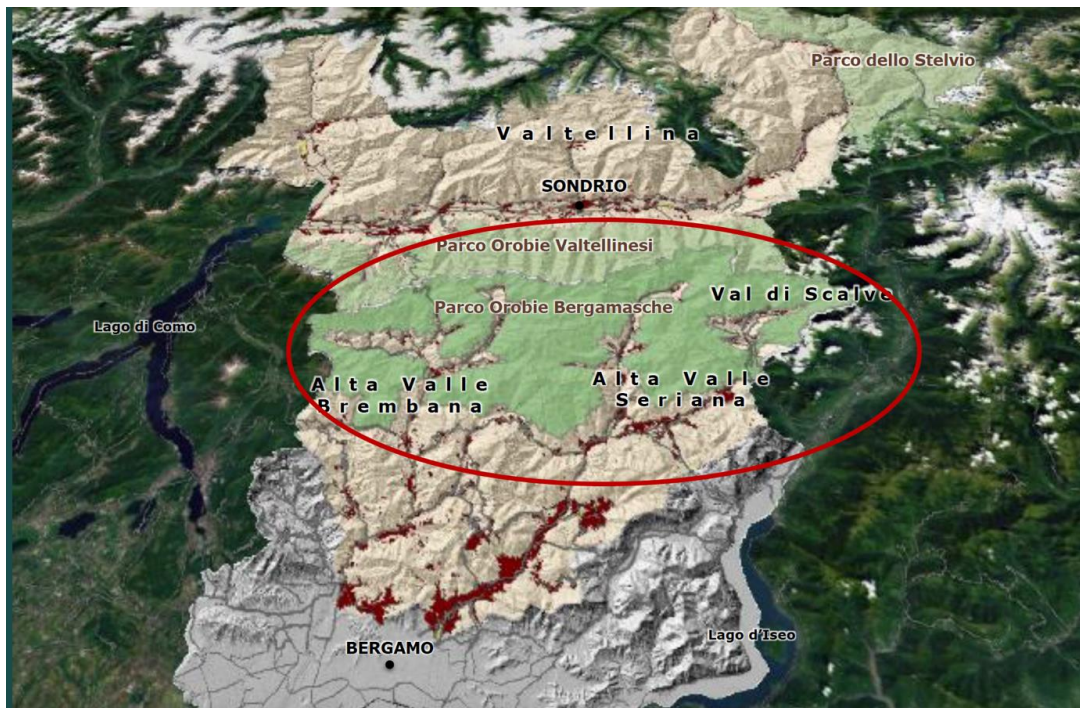 Parco dello Stelvio
Valtellina
SONDRIO
Parco Orobie Valtellinesi
Val di Scalve
Parco Orobie Bergamasche
Lago di Como
Alta Valle
Brembana
Alta Valle
Seriana
Lago d'Iseo
BERGAMO